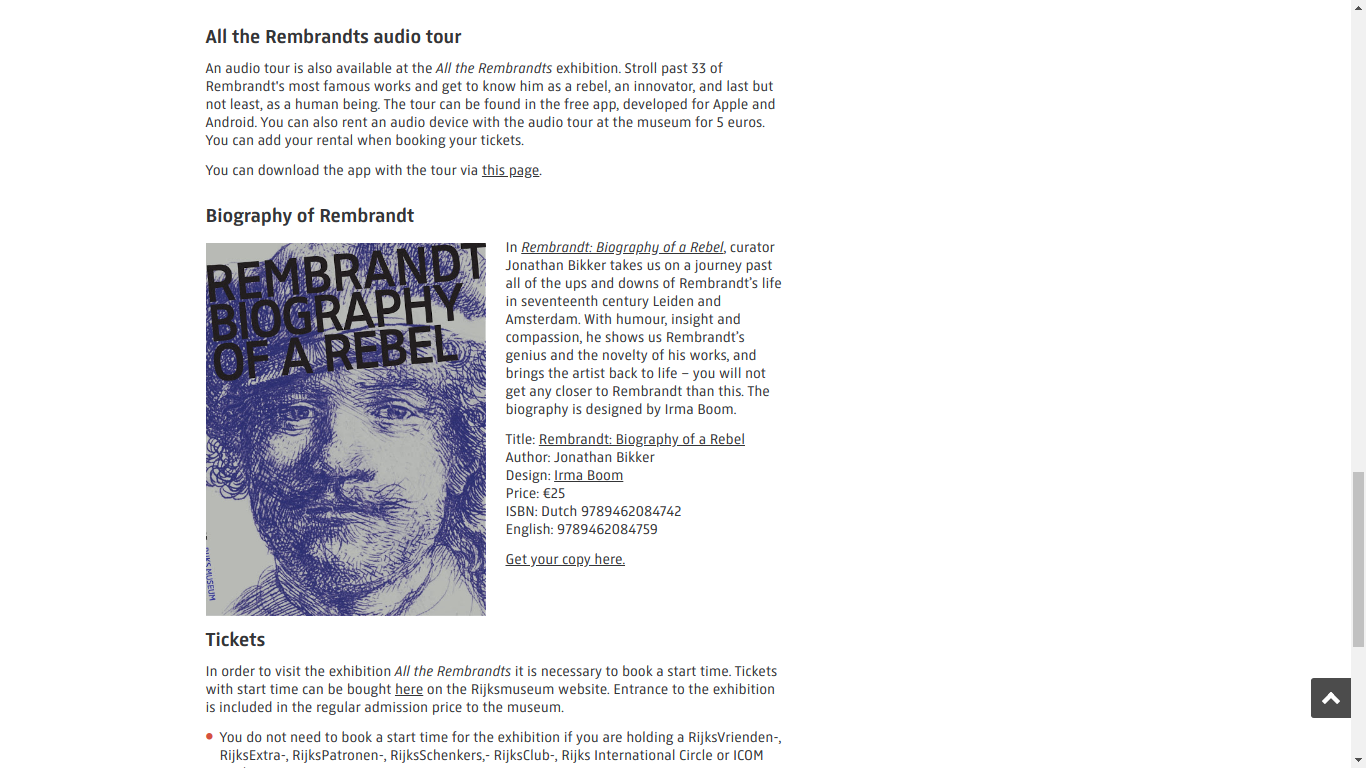 All the Rembrandts audio tour
An audio tour is also available at the All the Rembrandts exhibition. Stroll past 33 of
Rembrandt's most famous works and get to know him as a rebel, an innovator, and last but
not least, as a human being. The tour can be found in the free app, developed for Apple and
Android. You can also rent an audio device with the audio tour at the museum for 5 euros.
You can add your rental when booking your tickets.
You can download the app with the tour via this page.
Biography of Rembrandt
REMBRANDT
BIOGRAPHY
OF A REBEL
RIJKS MUSEUM
In Rembrandt: Biography of a Rebel, curator
Jonathan Bikker takes us on a journey past
all of the ups and downs of Rembrandt's life
in seventeenth century Leiden and
Amsterdam. With humour, insight and
compassion, he shows us Rembrandt's
genius and the novelty of his works, and
brings the artist back to life – you will not
get any closer to Rembrandt than this. The
biography is designed by Irma Boom.
Title: Rembrandt: Biography of a Rebel
Author: Jonathan Bikker
Design: Irma Boom
Price: €25
ISBN: Dutch 9789462084742
English: 9789462084759
Get your copy here.
Tickets
In order to visit the exhibition All the Rembrandts it is necessary to book a start time. Tickets
with start time can be bought here on the Rijksmuseum website. Entrance to the exhibition
is included in the regular admission price to the museum.
You do not need to book a start time for the exhibition if you are holding a RijksVrienden-,
RijksExtra-, RijksPatronen-, RijksSchenkers,- RijksClub-, Rijks International Circle or ICOM